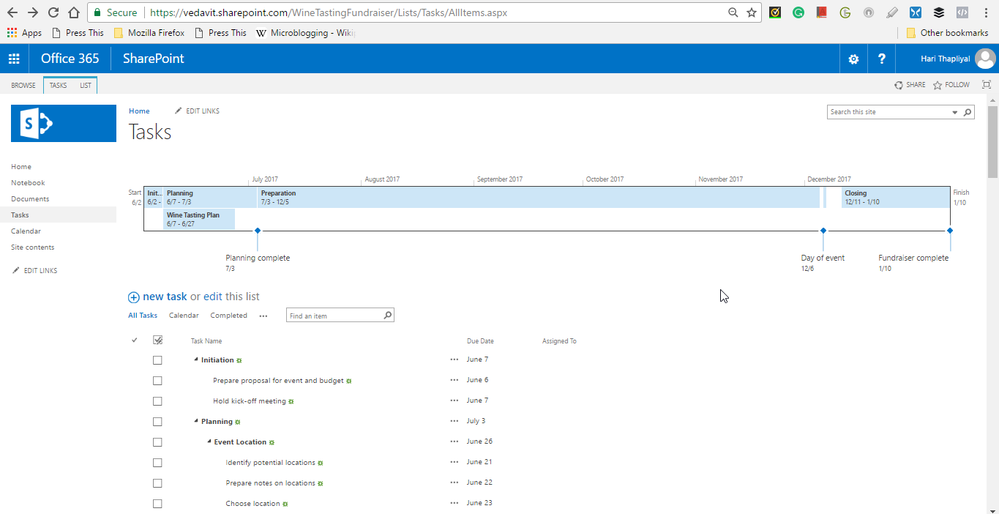 Secure https://vedavit.sharepoint.com/WineTastingFundraiser/Lists/Tasks/AllItems.aspx
Apps Press This Mozilla Firefox Press This Microblogging - Wiki Other bookmarks
Office 365 SharePoint ? Hari Thapliyal
BROWSE TASKS LIST SHARE FOLLOW
S
Home EDIT LINKS Search this site
Tasks
Home
Notebook
Documents
Tasks
Calendar
Site contents
EDIT LINKS
July 2017 August 2017 September 2017 October 2017 November 2017 December 2017
Start Init... Planning Preparation Closing Finish
6/2 6/2 - 6/7 - 7/3 7/3 - 12/5 12/11 - 1/10 1/10
Wine Tasting Plan
6/7 - 6/27
Planning complete Day of event Fundraiser complete
7/3 12/6 1/10
new task or edit this list
All Tasks Calendar Completed ... Find an item
Task Name Due Date Assigned To
Initiation ... June 7
Prepare proposal for event and budget ... June 6
Hold kick-off meeting ... June 7
Planning ... July 3
Event Location ... June 26
Identify potential locations ... June 21
Prepare notes on locations ... June 22
Choose location ... June 23